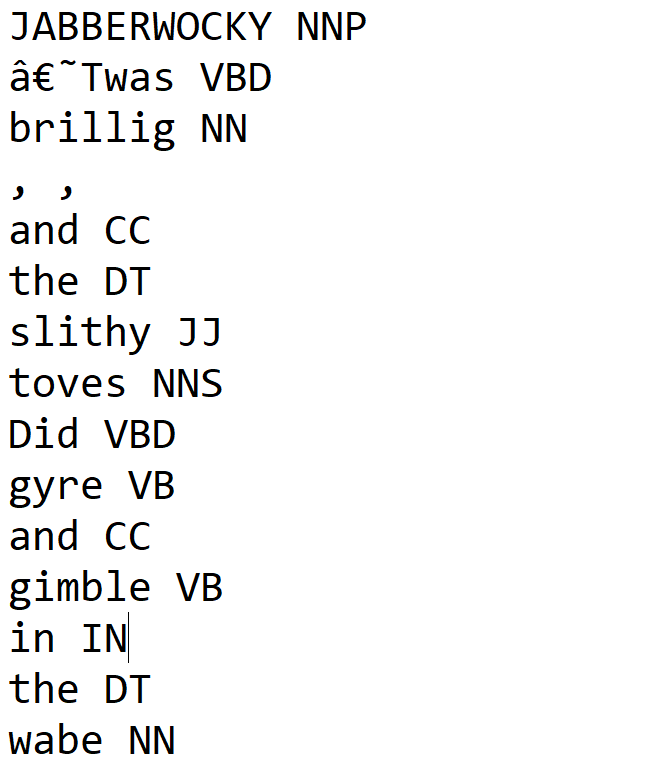 JABBERWOCKY NNP
â€˜Twas VBD
brillig NN
, ,
and CC
the DT
slithy JJ
toves NNS
Did VBD
gyre VB
and CC
gimble VB
in IN
the DT
wabe NN